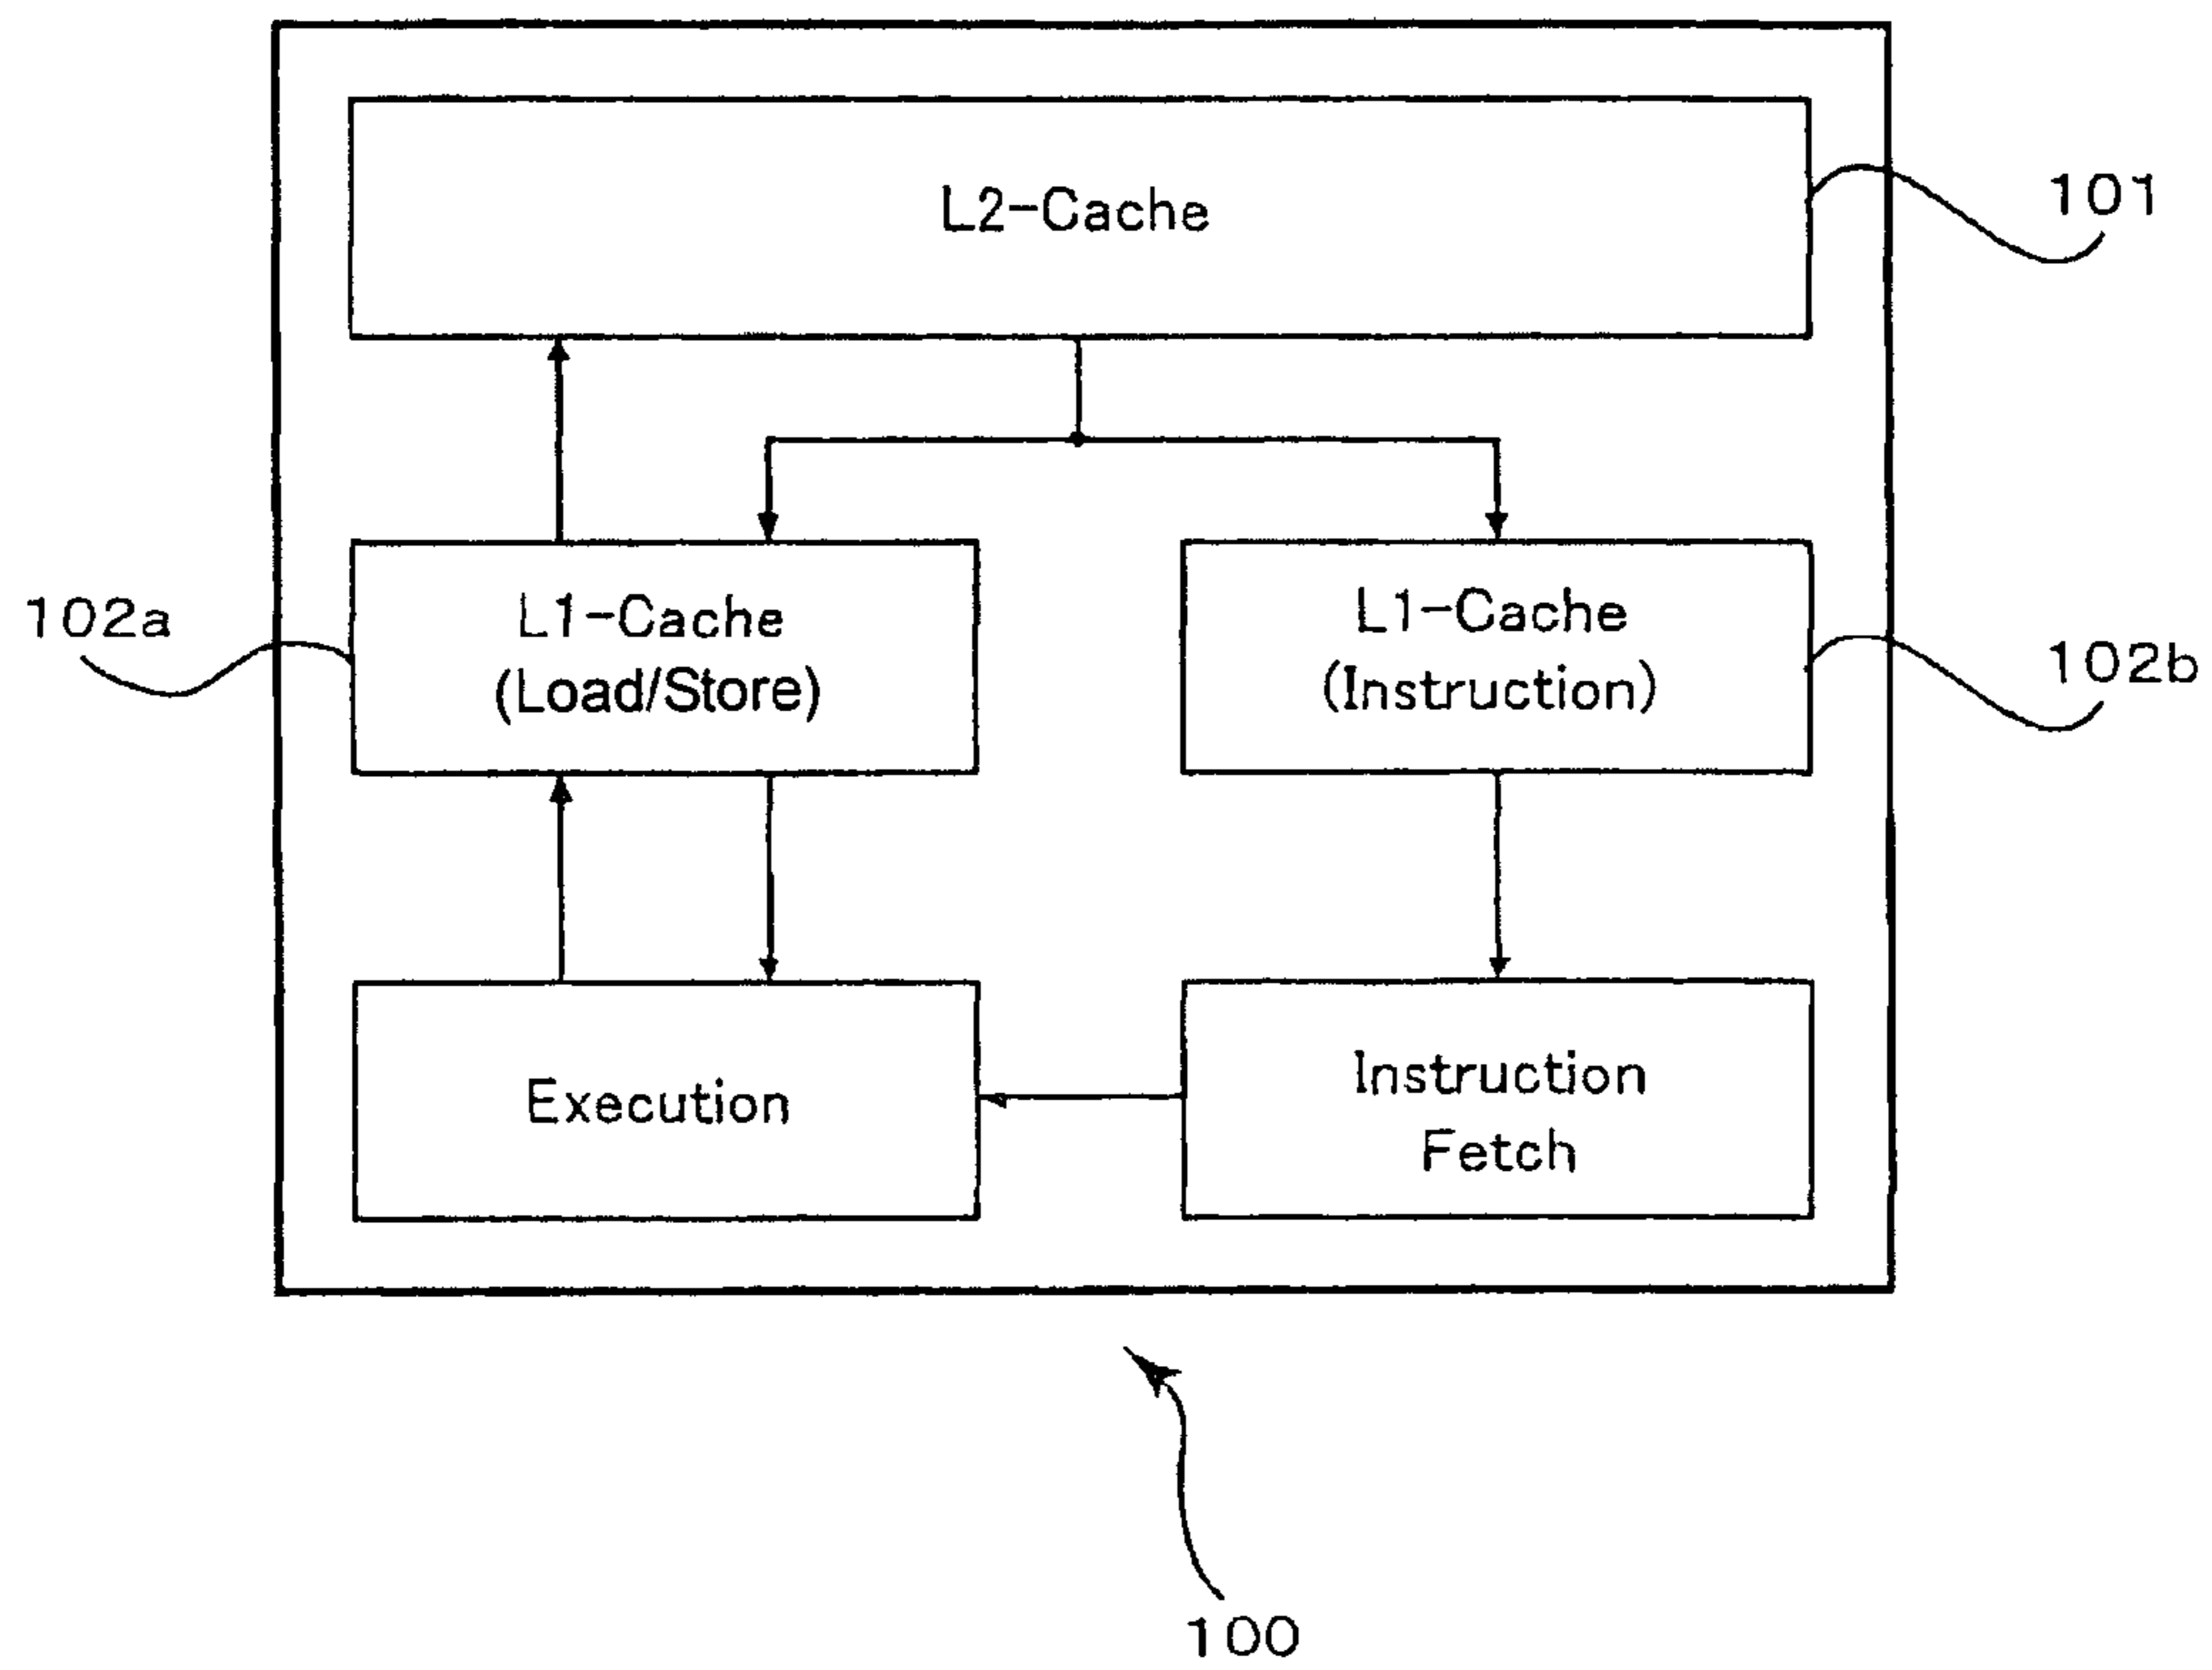 L2-Cache
101
102a
L1-Cache
(Load/Store)
L1-Cache
(Instruction)
102b
Execution
Instruction
Fetch
100